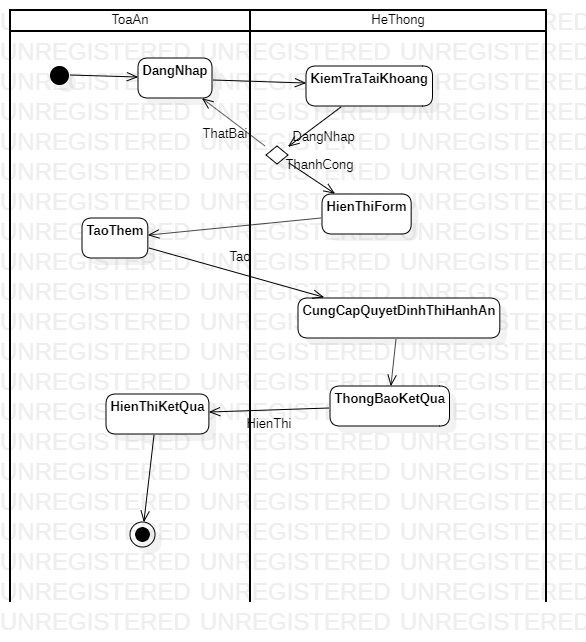 ToaAn
HeThong
DangNhap
KiemTraTaiKhoang
ThatBai
DangNhap
ThanhCong
HienThiForm
TaoThem
Tao
CungCapQuyetDinhThiHanhAn
HienThiKetQua
ThongBaoKetQua
HienThi
UNREGISTERED UNREGISTERED UNREGISTERED